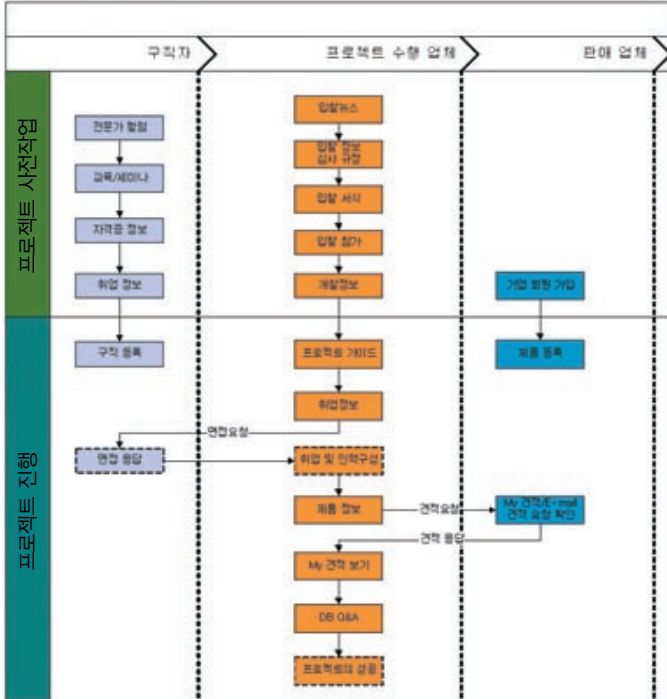 구직자
프로젝트 수행 업체
판매 업체
프로젝트 사전작업
전문가 컬럼
교육/세미나
자격증 정보
취업 정보
입찰뉴스
입찰 정보
심사 규정
입찰 서식
입찰 참가
개발정보
기업 회원 가입
프로젝트 진행
구직 등록
프로젝트 가이드
제품 등록
취업정보
면접요청
면접 응답
취업 및 인력구성
제품 정보
견적요청
My 견적/E-mail
견적 요청 확인
견적 응답
My 견적 보기
DB Q&A
프로젝트의 성공